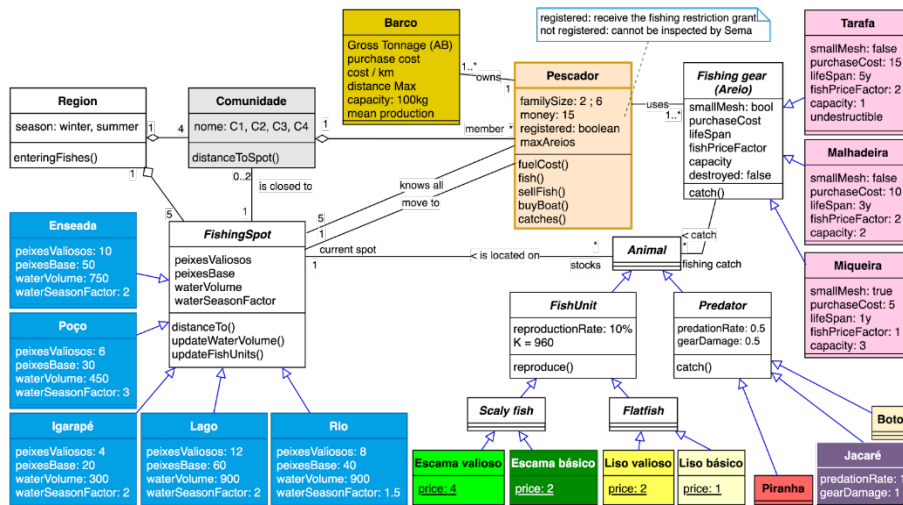 Barco
Gross Tonnage (AB)
purchase cost
cost / km
distance Max
capacity: 100kg
mean production
registered: receive the fishing restriction grant
not registered: cannot be inspected by Sema
1..*
owns
1
Pescador
familySize: 2 ; 6
money: 15
registered: boolean
maxAreios
fuelCost()
fish()
sellFish()
buyBoat()
catches()
uses
1..*
Fishing gear
(Areio)
smallMesh: bool
purchaseCost
lifeSpan
fishPriceFactor
capacity
destroyed: false
catch()
Tarafa
smallMesh: false
purchaseCost: 15
lifeSpan: 5y
fishPriceFactor: 2
capacity: 1
undestructible
Malhadeira
smallMesh: false
purchaseCost: 10
lifeSpan: 3y
fishPriceFactor: 2
capacity: 2
Miqueira
smallMesh: true
purchaseCost: 5
lifeSpan: 1y
fishPriceFactor: 1
capacity: 3
Region
season: winter, summer
enteringFishes()
1
4
1
5
Comunidade
nome: C1, C2, C3, C4
distanceToSpot()
1
member
*
0..2
is closed to
1
knows all
5
move to
1
current spot
1
< is located on
*
stocks
< catch
*
fishing catch
Enseada
peixesValiosos: 10
peixesBase: 50
waterVolume: 750
waterSeasonFactor: 2
FishingSpot
peixesValiosos
peixesBase
waterVolume
waterSeasonFactor
distanceTo()
updateWaterVolume()
updateFishUnits()
Animal
Poço
peixesValiosos: 6
peixesBase: 30
waterVolume: 450
waterSeasonFactor: 3
FishUnit
reproductionRate: 10%
K = 960
reproduce()
Predator
predationRate: 0.5
gearDamage: 0.5
catch()
Igarapé
peixesValiosos: 4
peixesBase: 20
waterVolume: 300
waterSeasonFactor: 2
Lago
peixesValiosos: 12
peixesBase: 60
waterVolume: 900
waterSeasonFactor: 2
Rio
peixesValiosos: 8
peixesBase: 40
waterVolume: 900
waterSeasonFactor: 1.5
Scaly fish
Flatfish
Escama valioso
price: 4
Escama básico
price: 2
Liso valioso
price: 2
Liso básico
price: 1
Piranha
Boto
Jacaré
predationRate: 1
gearDamage: 1